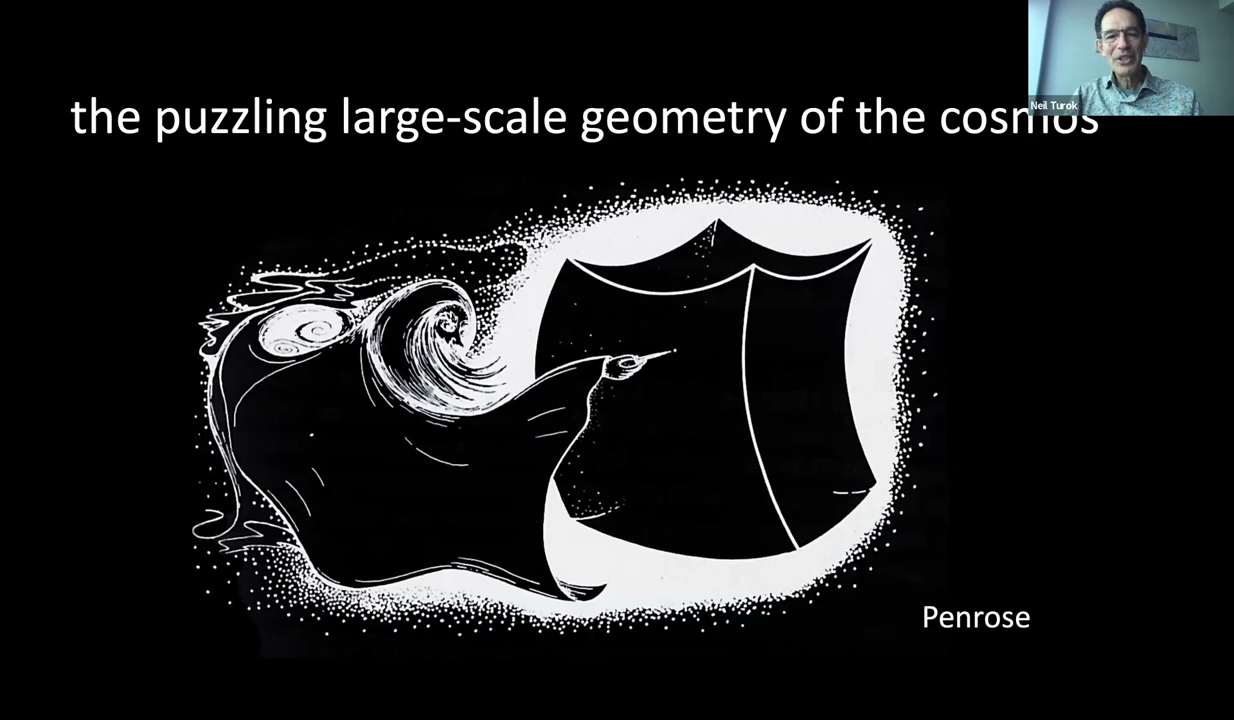 Neil Turok
the puzzling large-scale geometry of the cosmos
Penrose